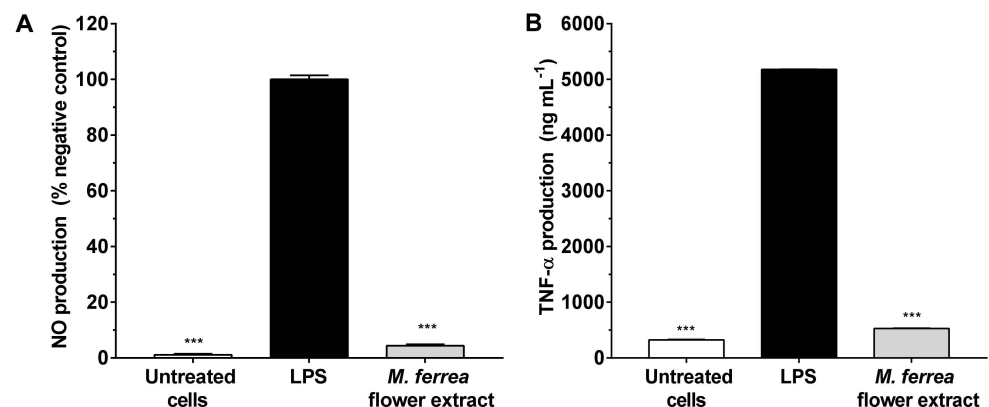 A
NO production (% negative control)
120
100
80
60
40
20
0
***
***
Untreated
cells
LPS
M. ferrea
flower extract
B
TNF-α production (ng mL⁻¹)
6000
5000
4000
3000
2000
1000
0
***
***
Untreated
cells
LPS
M. ferrea
flower extract